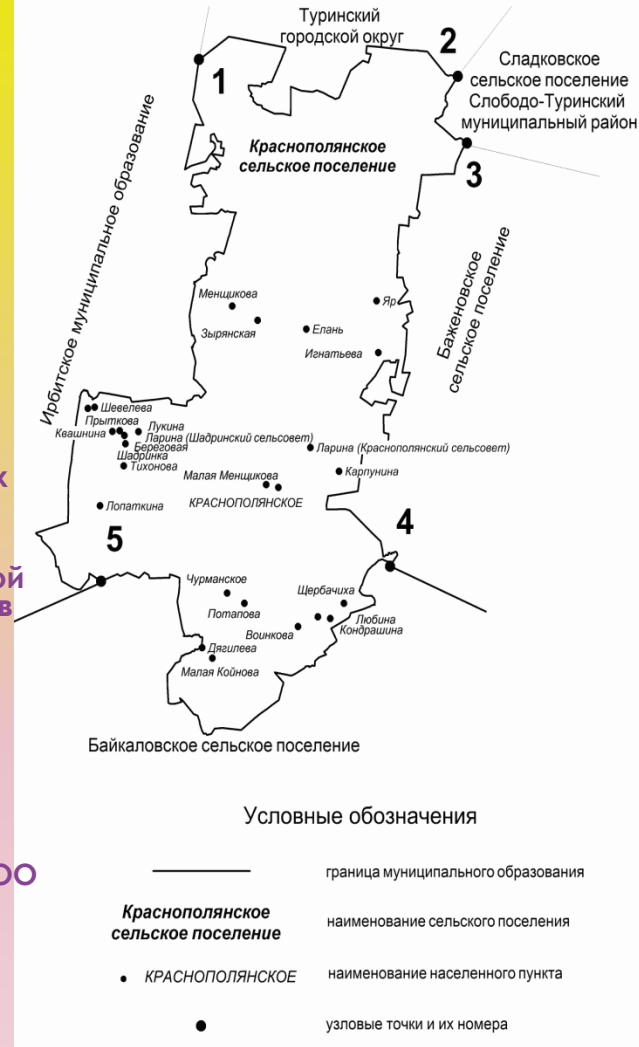 Туринский
городской округ
1
2
Сладковское
сельское поселение
Слободо-Туринский
муниципальный район
3
Краснополянское
сельское поселение
Ирбитское муниципальное образование
Баженовское
сельское поселение
Менщикова
Зырянская
Елань
Яр
Игнатьева
Шевелева
Прыткова
Лукина
Квашнина
Ларина (Шадринский сельсовет)
Береговая
Шадринка
Тихонова
Ларина (Краснополянский сельсовет)
Карпунина
Малая Менщикова
КРАСНОПОЛЯНСКОЕ
Лопаткина
х
5
4
ой
в
Чурманское
Потапова
Щербачиха
Любина
Кондрашина
Воинкова
Дягилева
Малая Койнова
Байкаловское сельское поселение
Условные обозначения
граница муниципального образования
ОО
Краснополянское
сельское поселение
наименование сельского поселения
КРАСНОПОЛЯНСКОЕ
наименование населенного пункта
узловые точки и их номера